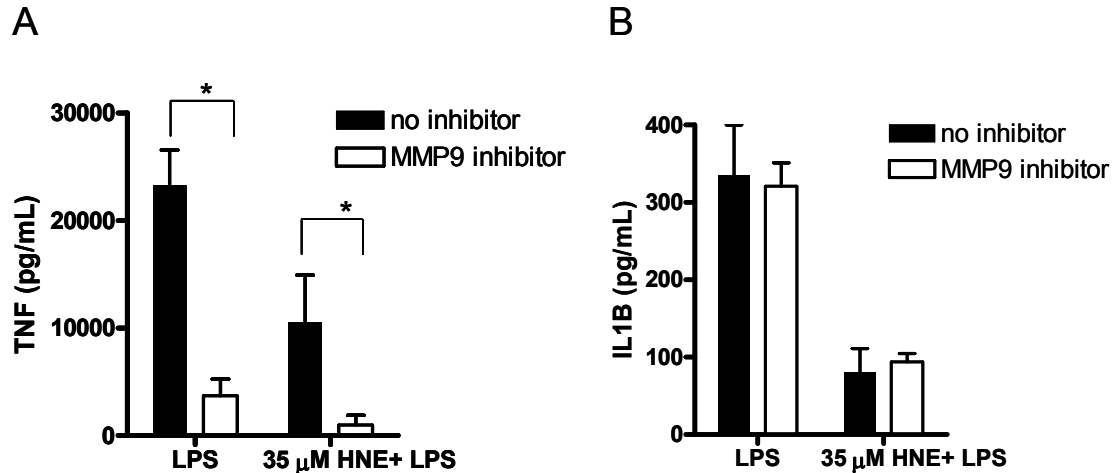 A
TNF (pg/mL)
30000
20000
10000
0
*
*
no inhibitor
MMP9 inhibitor
LPS
35 μM HNE+ LPS
B
IL1B (pg/mL)
400
300
200
100
0
no inhibitor
MMP9 inhibitor
LPS
35 μM HNE+ LPS